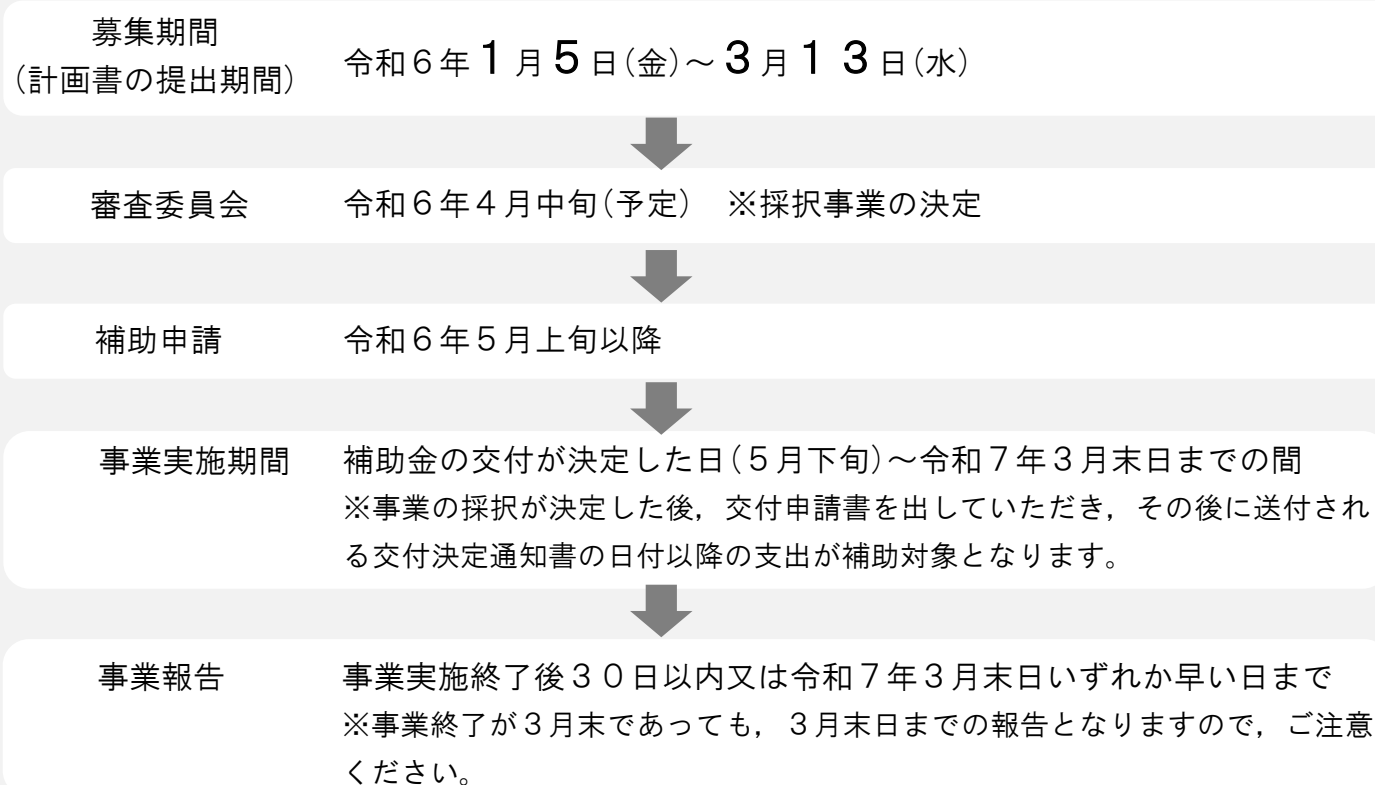 募集期間
(計画書の提出期間)
令和６年１月５日(金)～３月１３日(水)
審査委員会
令和６年４月中旬(予定)　※採択事業の決定
補助申請
令和６年５月上旬以降
事業実施期間
補助金の交付が決定した日(５月下旬)～令和７年３月末日までの間
※事業の採択が決定した後，交付申請書を出していただき，その後に送付され
る交付決定通知書の日付以降の支出が補助対象となります。
事業報告
事業実施終了後３０日以内又は令和７年３月末日いずれか早い日まで
※事業終了が３月末であっても，３月末日までの報告となりますので，ご注意
ください。